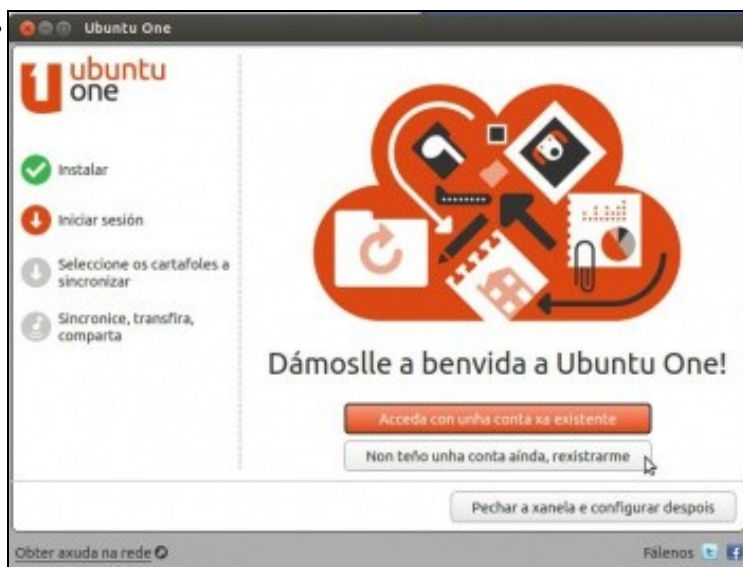 Ubuntu One
ubuntu
one
Instalar
Iniciar sesión
Seleccione os cartafoles a
sincronizar
Sincronice, transfira,
comparta
Dámoslle a benvida a Ubuntu One!
Acceda con unha conta xa existente
Non teño unha conta aínda, rexistrarme
Pechar a xanela e configurar despois
Obter axuda na rede
Fálenos